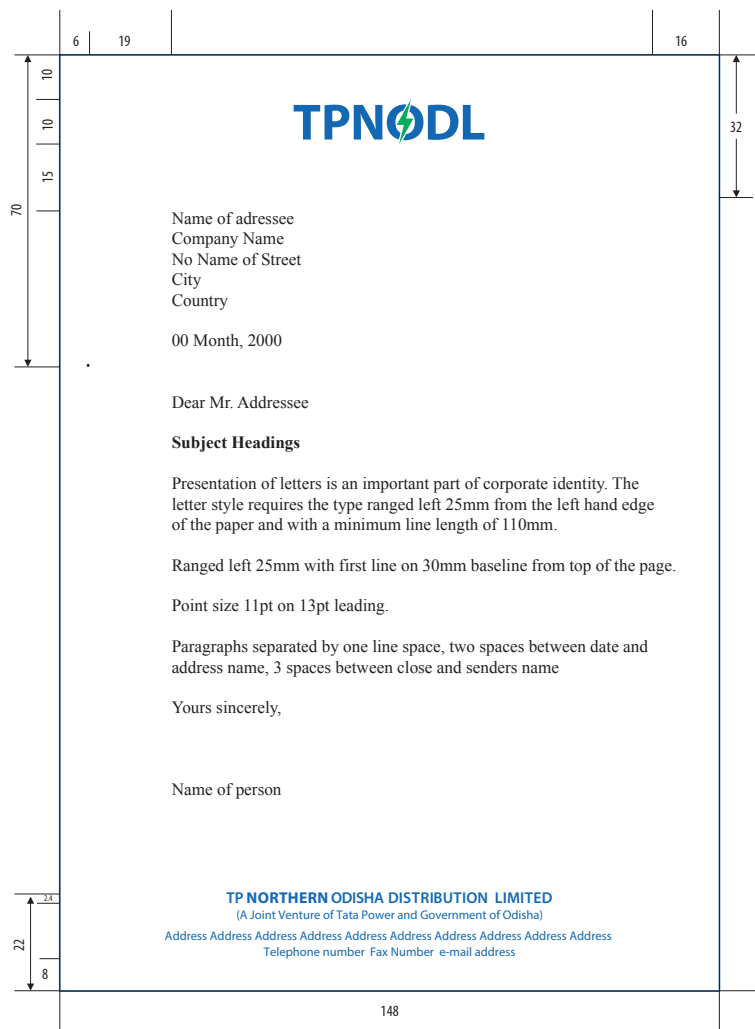 6 19 16
10
10
15
70
32
TPNODL
Name of adressee
Company Name
No Name of Street
City
Country
00 Month, 2000
Dear Mr. Addressee
Subject Headings
Presentation of letters is an important part of corporate identity. The
letter style requires the type ranged left 25mm from the left hand edge
of the paper and with a minimum line length of 110mm.
Ranged left 25mm with first line on 30mm baseline from top of the page.
Point size 11pt on 13pt leading.
Paragraphs separated by one line space, two spaces between date and
address name, 3 spaces between close and senders name
Yours sincerely,
Name of person
2.4
22
8
TP NORTHERN ODISHA DISTRIBUTION LIMITED
(A Joint Venture of Tata Power and Government of Odisha)
Address Address Address Address Address Address Address Address Address Address
Telephone number Fax Number e-mail address
148